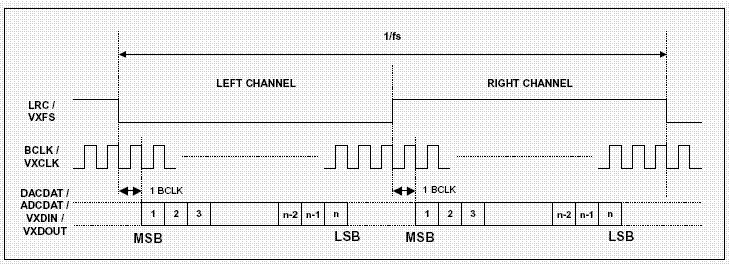 1/fs
LEFT CHANNEL RIGHT CHANNEL
LRC /
VXFS
BCLK /
VXCLK
1 BCLK 1 BCLK
DACDAT /
ADCDAT /
VXDIN /
VXDOUT
1 2 3 n-2 n-1 n 1 2 3 n-2 n-1 n
MSB LSB MSB LSB